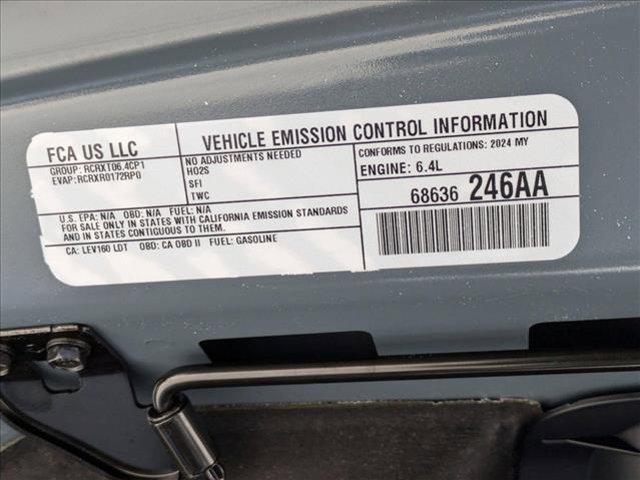 FCA US LLC
GROUP: RCRXT06.4CP1
EVAP: RCRXR0172RP0
VEHICLE EMISSION CONTROL INFORMATION
NO ADJUSTMENTS NEEDED
HO2S
SFI
TWC
CONFORMS TO REGULATIONS: 2024 MY
ENGINE: 6.4L
68636 246AA
U.S. EPA: N/A OBD: N/A FUEL: N/A
FOR SALE ONLY IN STATES WITH CALIFORNIA EMISSION STANDARDS
AND IN STATES CONTIGUOUS TO THEM.
CA: LEV160 LDT OBD: CA OBD II FUEL: GASOLINE